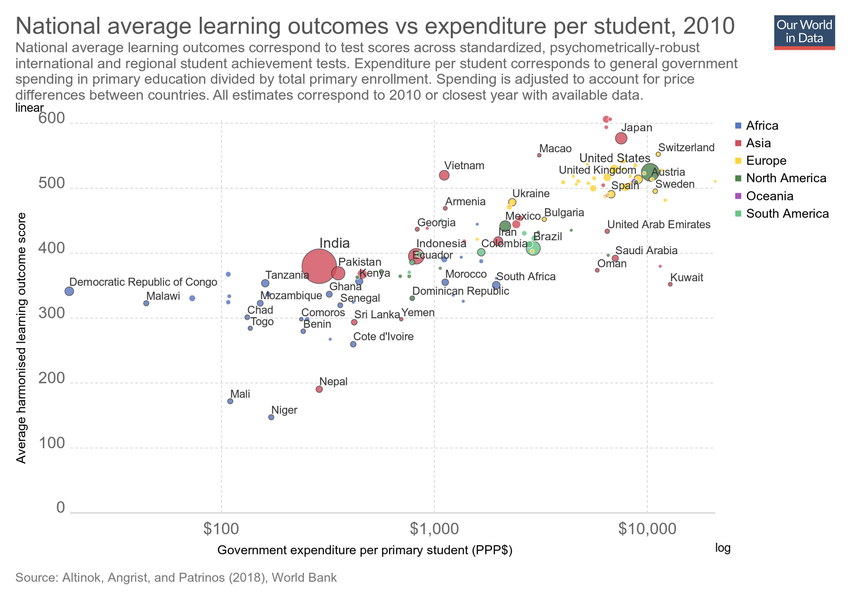 National average learning outcomes vs expenditure per student, 2010
Our World
in Data
National average learning outcomes correspond to test scores across standardized, psychometrically-robust
international and regional student achievement tests. Expenditure per student corresponds to general government
spending in primary education divided by total primary enrollment. Spending is adjusted to account for price
differences between countries. All estimates correspond to 2010 or closest year with available data.
linear
600
500
400
300
200
100
0
Average harmonised learning outcome score
Japan
Macao
Switzerland
United States
Vietnam
United Kingdom
Austria
Spain
Sweden
Ukraine
Armenia
Mexico
Bulgaria
Georgia
United Arab Emirates
Iran
Brazil
India
Indonesia
Colombia
Ecuador
Saudi Arabia
Pakistan
Oman
Kenya
Tanzania
Morocco
South Africa
Kuwait
Democratic Republic of Congo
Ghana
Dominican Republic
Malawi
Mozambique
Senegal
Chad
Comoros
Sri Lanka
Yemen
Togo
Benin
Cote d'Ivoire
Nepal
Mali
Niger
Africa
Asia
Europe
North America
Oceania
South America
$100
$1,000
$10,000
Government expenditure per primary student (PPP$)
log
Source: Altinok, Angrist, and Patrinos (2018), World Bank